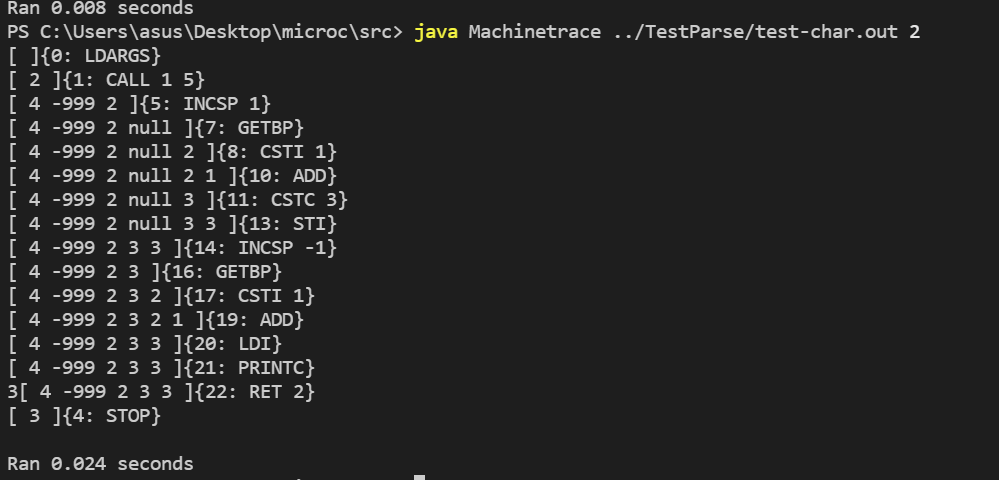 Ran 0.008 seconds
PS C:\Users\asus\Desktop\microc\src> java Machinetrace ../TestParse/test-char.out 2
[ ]{0: LDARGS}
[ 2 ]{1: CALL 1 5}
[ 4 -999 2 ]{5: INCSP 1}
[ 4 -999 2 null ]{7: GETBP}
[ 4 -999 2 null 2 ]{8: CSTI 1}
[ 4 -999 2 null 2 1 ]{10: ADD}
[ 4 -999 2 null 3 ]{11: CSTC 3}
[ 4 -999 2 null 3 3 ]{13: STI}
[ 4 -999 2 3 3 ]{14: INCSP -1}
[ 4 -999 2 3 ]{16: GETBP}
[ 4 -999 2 3 2 ]{17: CSTI 1}
[ 4 -999 2 3 2 1 ]{19: ADD}
[ 4 -999 2 3 3 ]{20: LDI}
[ 4 -999 2 3 3 ]{21: PRINTC}
3[ 4 -999 2 3 3 ]{22: RET 2}
[ 3 ]{4: STOP}
Ran 0.024 seconds